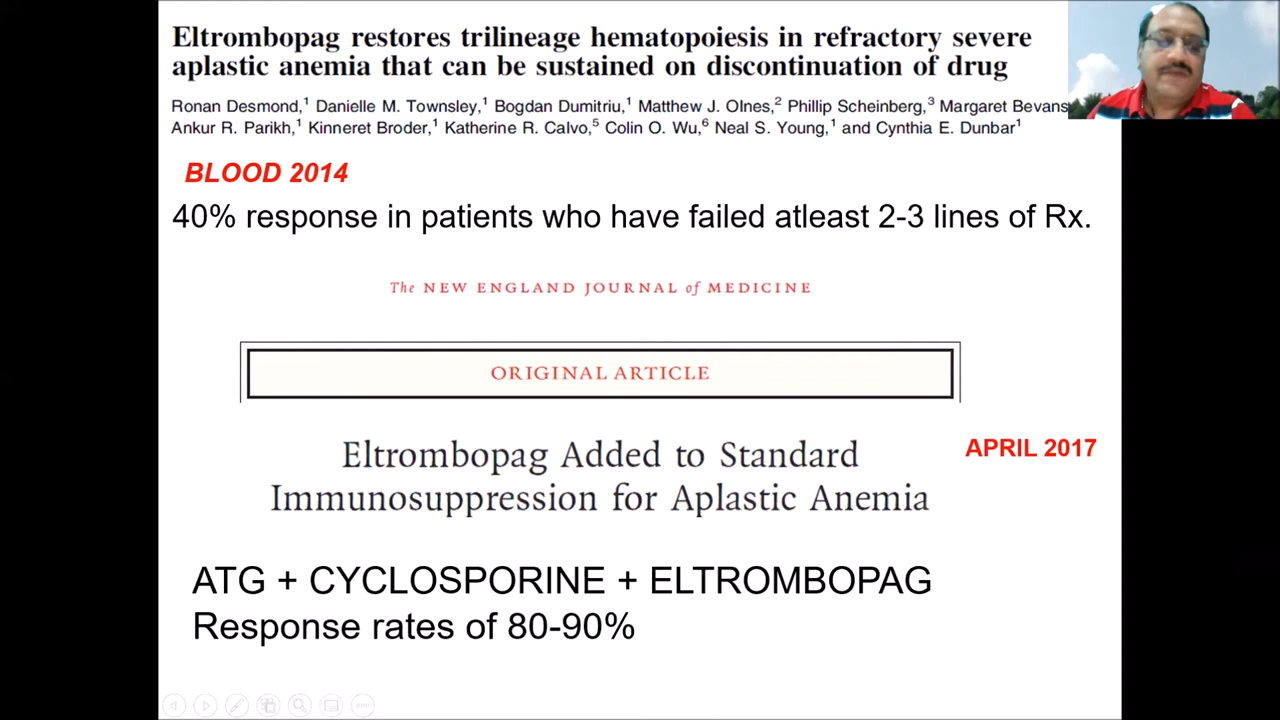 Eltrombopag restores trilineage hematopoiesis in refractory severe
aplastic anemia that can be sustained on discontinuation of drug
Ronan Desmond,¹ Danielle M. Townsley,¹ Bogdan Dumitriu,¹ Matthew J. Olnes,² Phillip Scheinberg,³ Margaret Bevans
Ankur R. Parikh,¹ Kinneret Broder,¹ Katherine R. Calvo,⁵ Colin O. Wu,⁶ Neal S. Young,¹ and Cynthia E. Dunbar¹
BLOOD 2014
40% response in patients who have failed atleast 2-3 lines of Rx.
The NEW ENGLAND JOURNAL of MEDICINE
ORIGINAL ARTICLE
Eltrombopag Added to Standard
Immunosuppression for Aplastic Anemia
APRIL 2017
ATG + CYCLOSPORINE + ELTROMBOPAG
Response rates of 80-90%